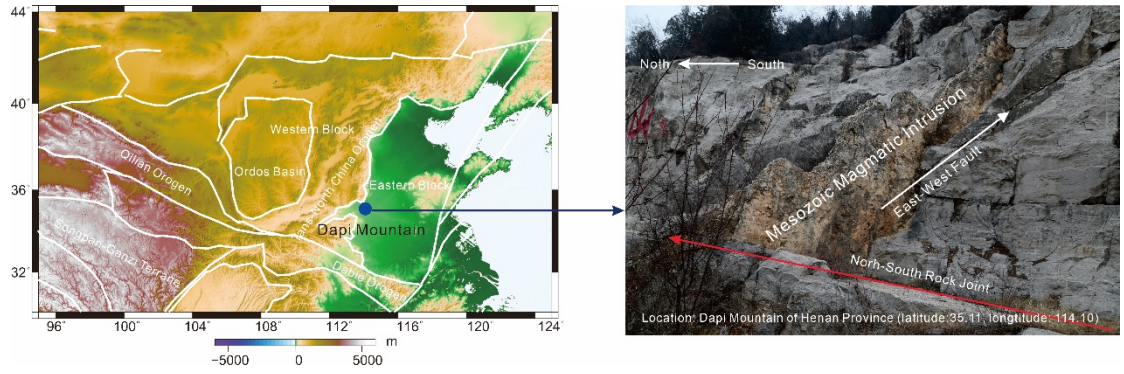 44°
40°
36°
32°
96°
100°
104°
108°
112°
116°
120°
124°
Western Block
Qilian Orogen
Ordos Basin
ans-North China Orogen
Eastern Block
Songpan-Ganzi Terrane
Dapi Mountain
Dabie Orogen
m
−5000
0
5000
Noth
South
Mesozoic Magmatic Intrusion
East-West Fault
Norh-South Rock Joint
Location: Dapi Mountain of Henan Province (latitude:35.11, longtitude: 114.10)